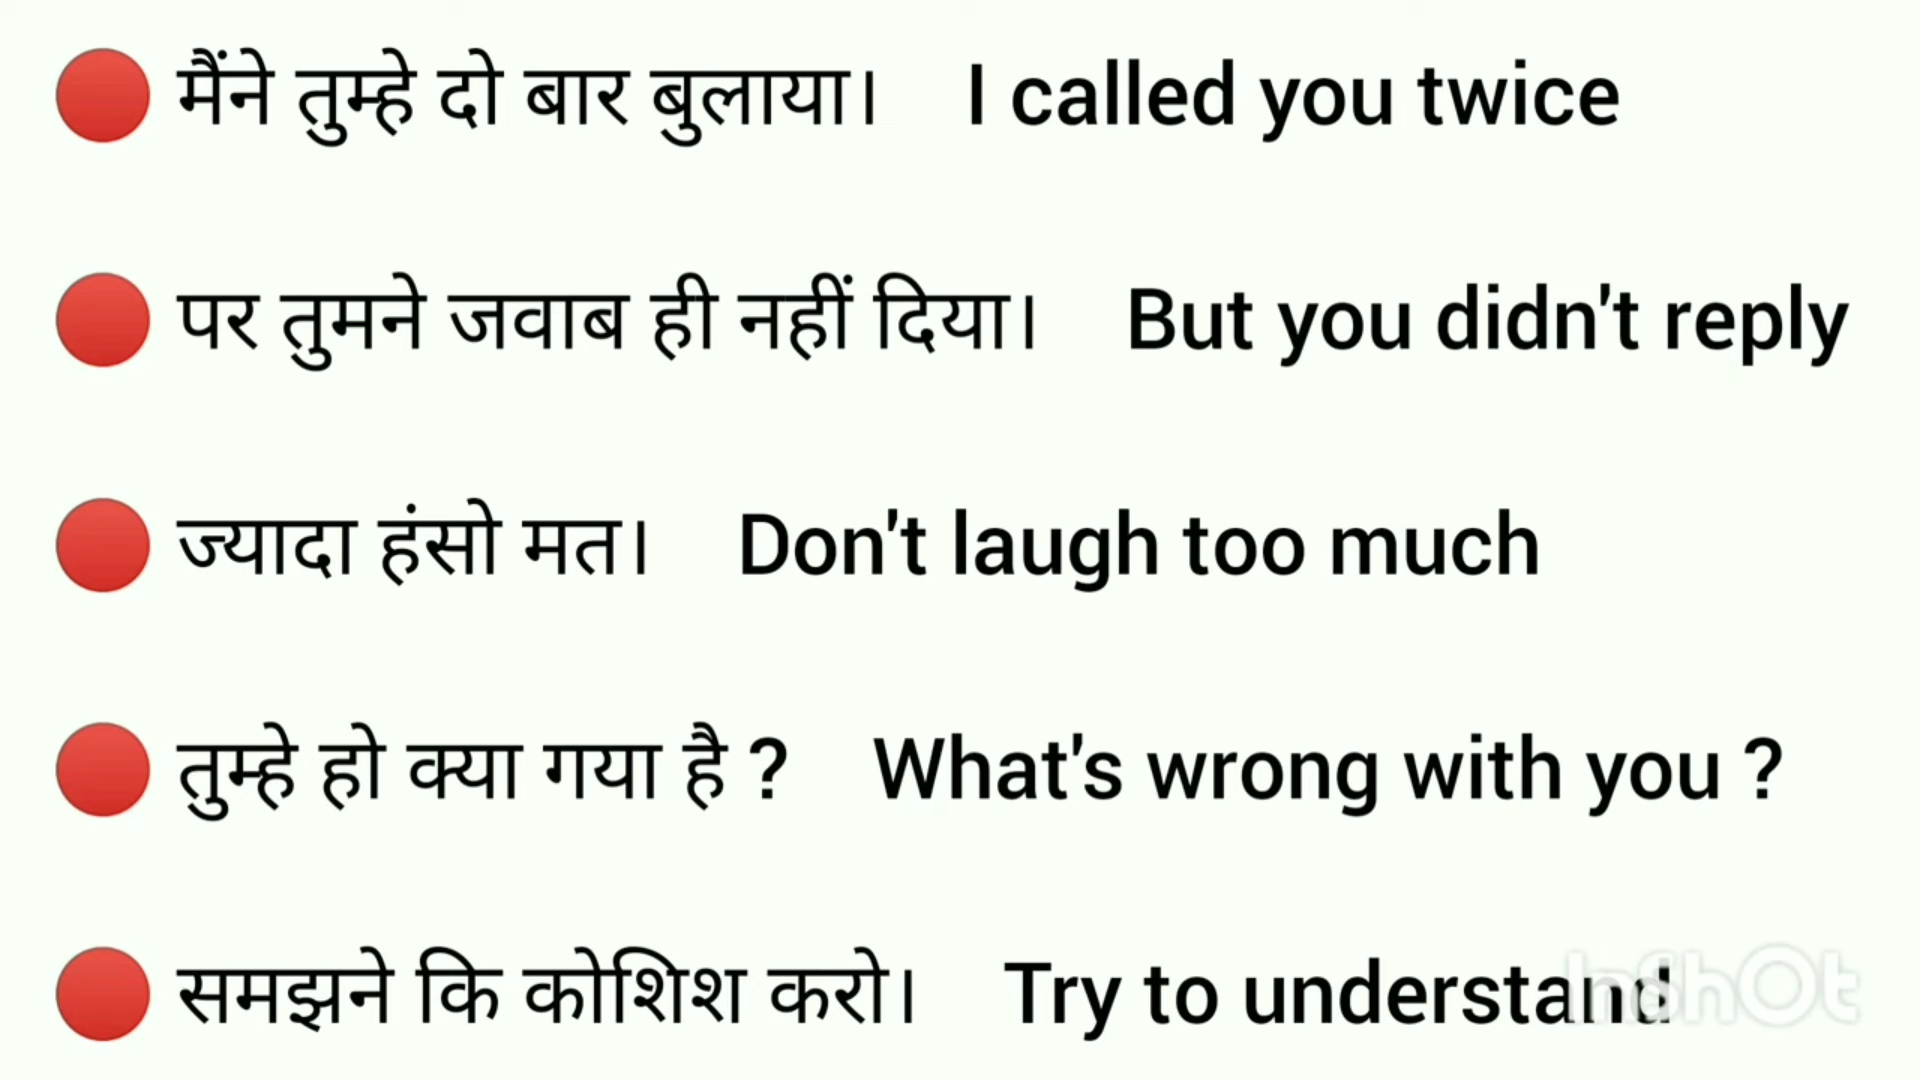 🔴 मैंने तुम्हे दो बार बुलाया। I called you twice
🔴 पर तुमने जवाब ही नहीं दिया। But you didn't reply
🔴 ज्यादा हंसो मत। Don't laugh too much
🔴 तुम्हे हो क्या गया है ? What's wrong with you ?
🔴 समझने कि कोशिश करो। Try to understand
InShOt